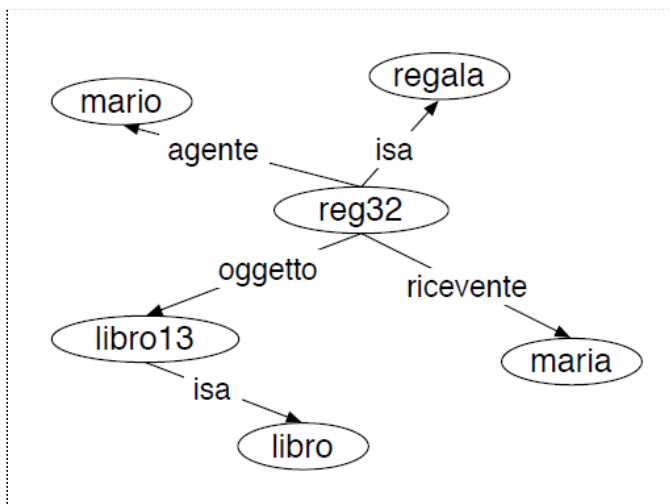 regala
mario
agente
isa
reg32
oggetto
ricevente
libro13
maria
isa
libro